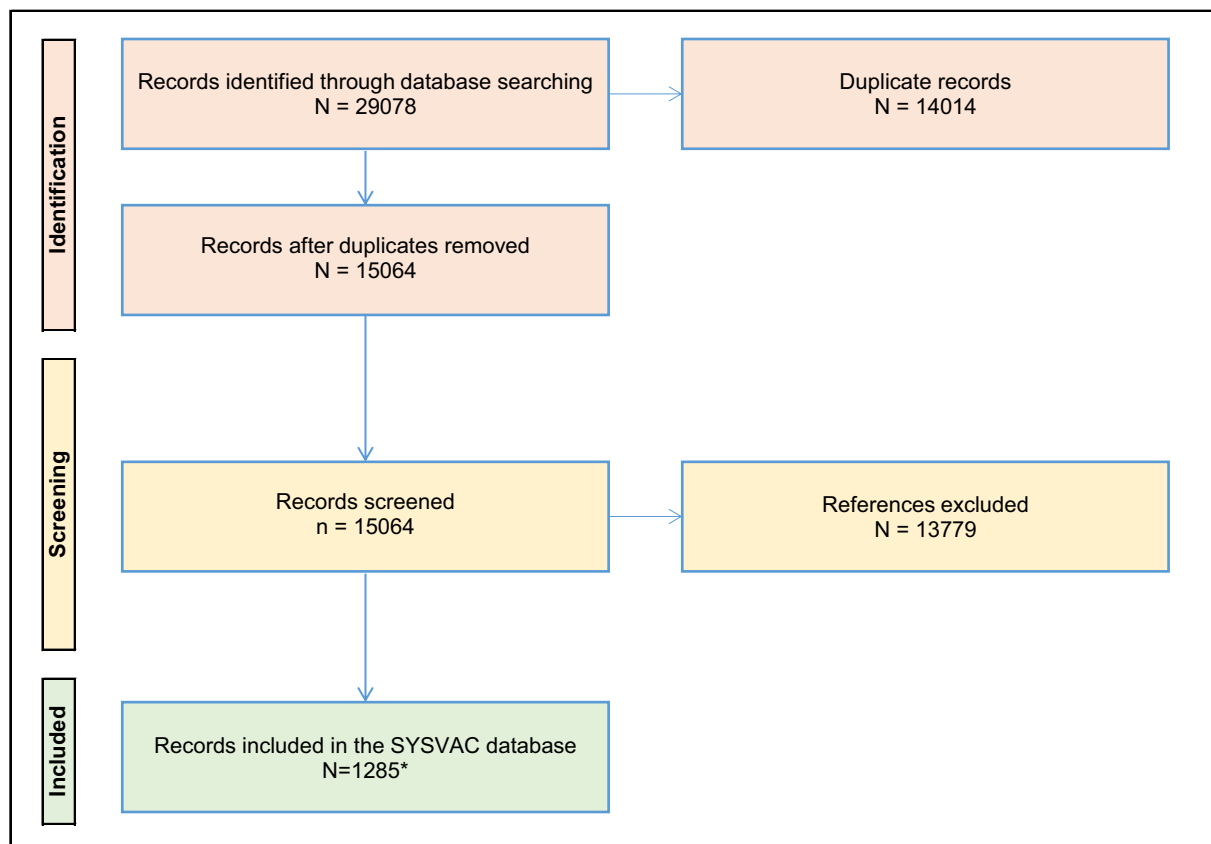 Identification
Records identified through database searching
N = 29078
Duplicate records
N = 14014
Records after duplicates removed
N = 15064
Screening
Records screened
n = 15064
References excluded
N = 13779
Included
Records included in the SYSVAC database
N=1285*